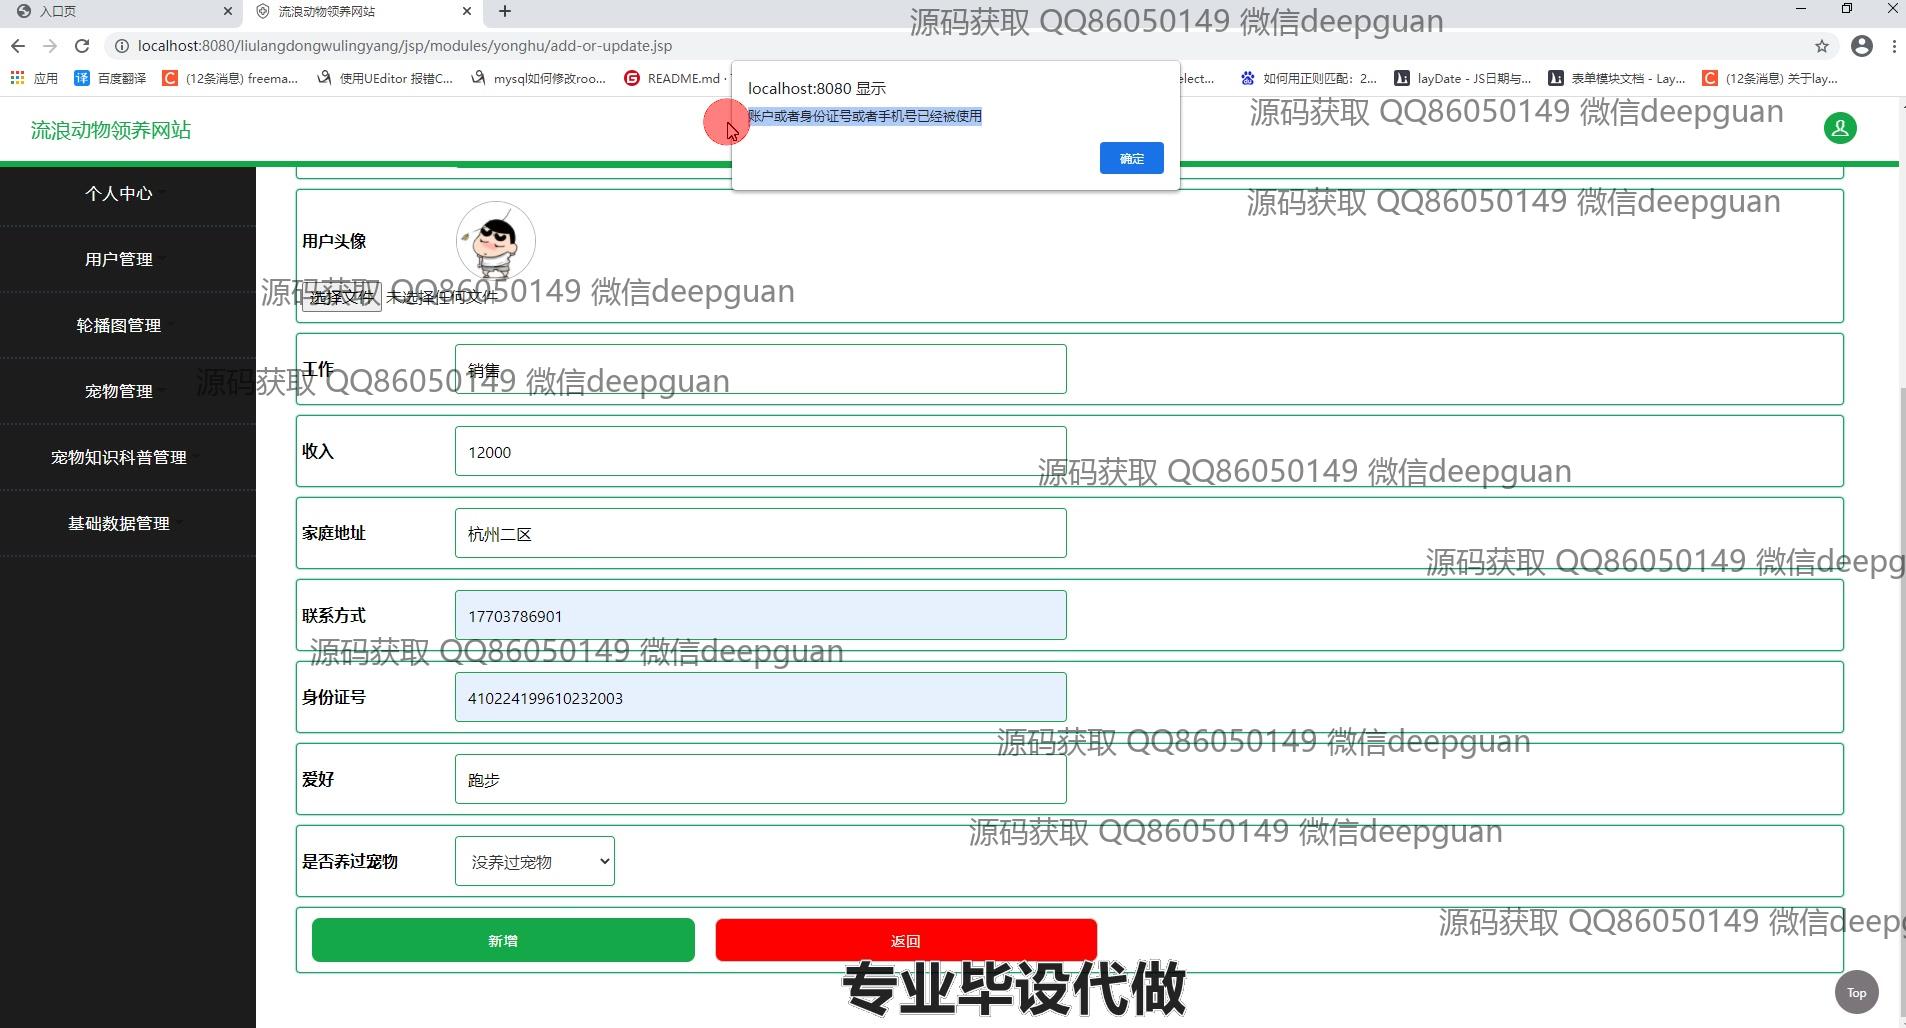 入口页
流浪动物领养网站
源码获取 QQ86050149 微信deepguan
localhost:8080/liulangdongwulingyang/jsp/modules/yonghu/add-or-update.jsp
应用
百度翻译
(12条消息) freema...
使用UEditor 报错C...
mysql如何修改roo...
README.md ·
elect...
如何用正则匹配：2...
layDate - JS日期与...
表单模块文档 - Lay...
(12条消息) 关于lay...
localhost:8080 显示
账户或者身份证号或者手机号已经被使用
确定
源码获取 QQ86050149 微信deepguan
流浪动物领养网站
个人中心
源码获取 QQ86050149 微信deepguan
用户头像
用户管理
源码获取 QQ86050149 微信deepguan
选择文件 未选择任何文件
轮播图管理
工作
销售
源码获取 QQ86050149 微信deepguan
宠物管理
收入
12000
宠物知识科普管理
源码获取 QQ86050149 微信deepguan
基础数据管理
家庭地址
杭州二区
源码获取 QQ86050149 微信deepg
联系方式
17703786901
源码获取 QQ86050149 微信deepguan
身份证号
410224199610232003
源码获取 QQ86050149 微信deepguan
爱好
跑步
源码获取 QQ86050149 微信deepguan
是否养过宠物
没养过宠物
源码获取 QQ86050149 微信deepg
新增
返回
专业毕设代做
Top